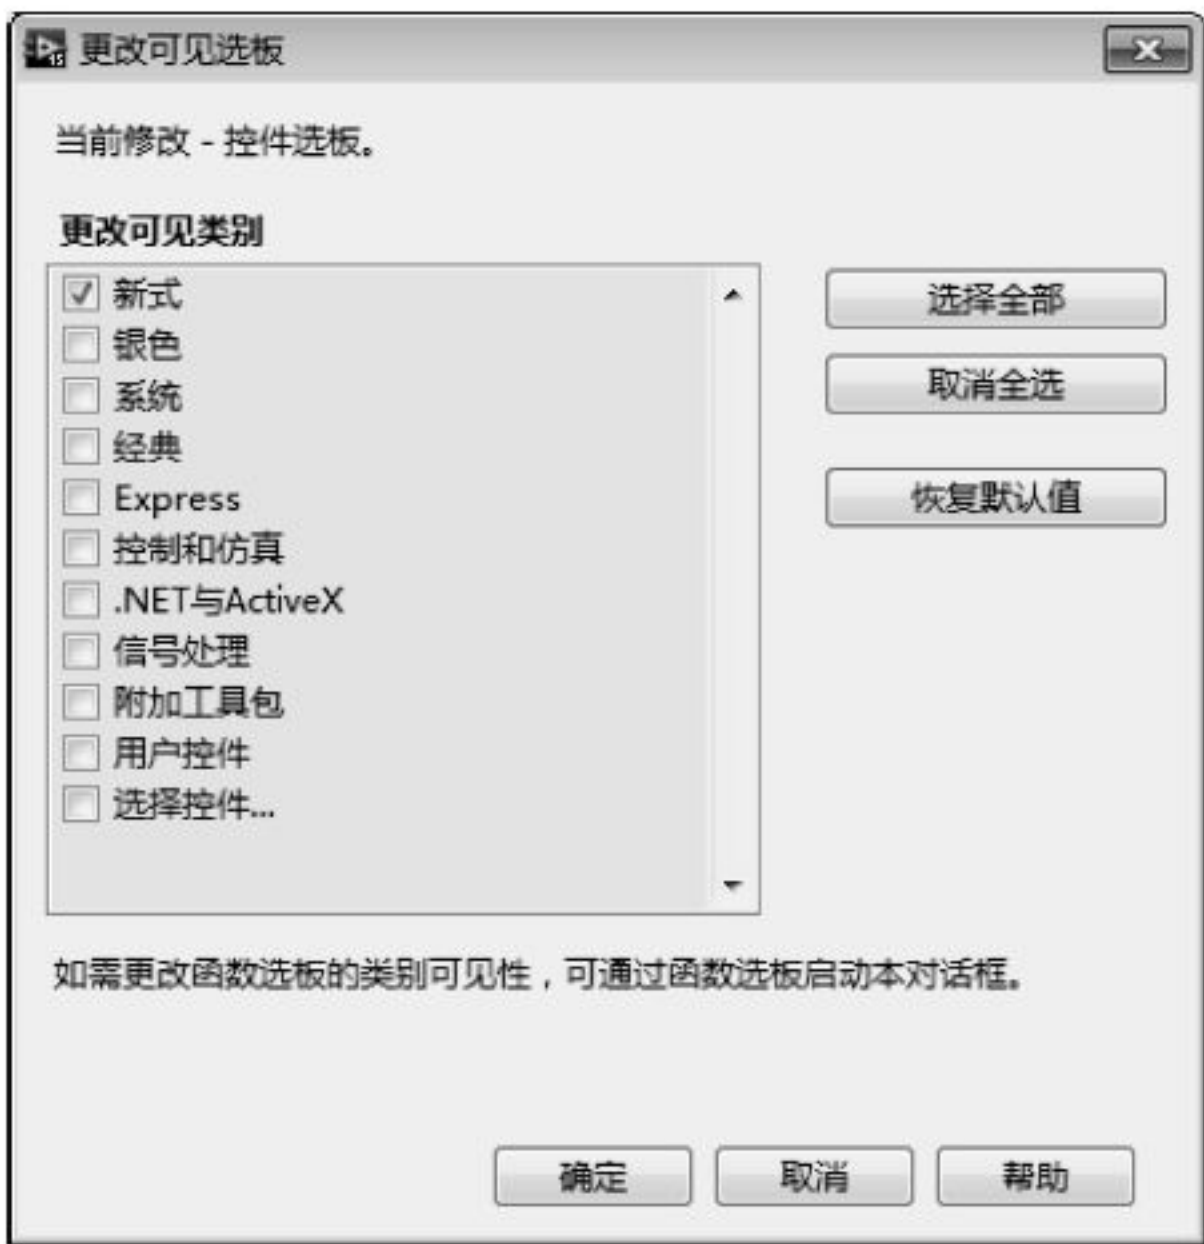 更改可见选板
当前修改 - 控件选板。
更改可见类别
新式
银色
系统
经典
Express
控制和仿真
.NET与ActiveX
信号处理
附加工具包
用户控件
选择控件...
选择全部
取消全选
恢复默认值
如需更改函数选板的类别可见性，可通过函数选板启动本对话框。
确定 取消 帮助